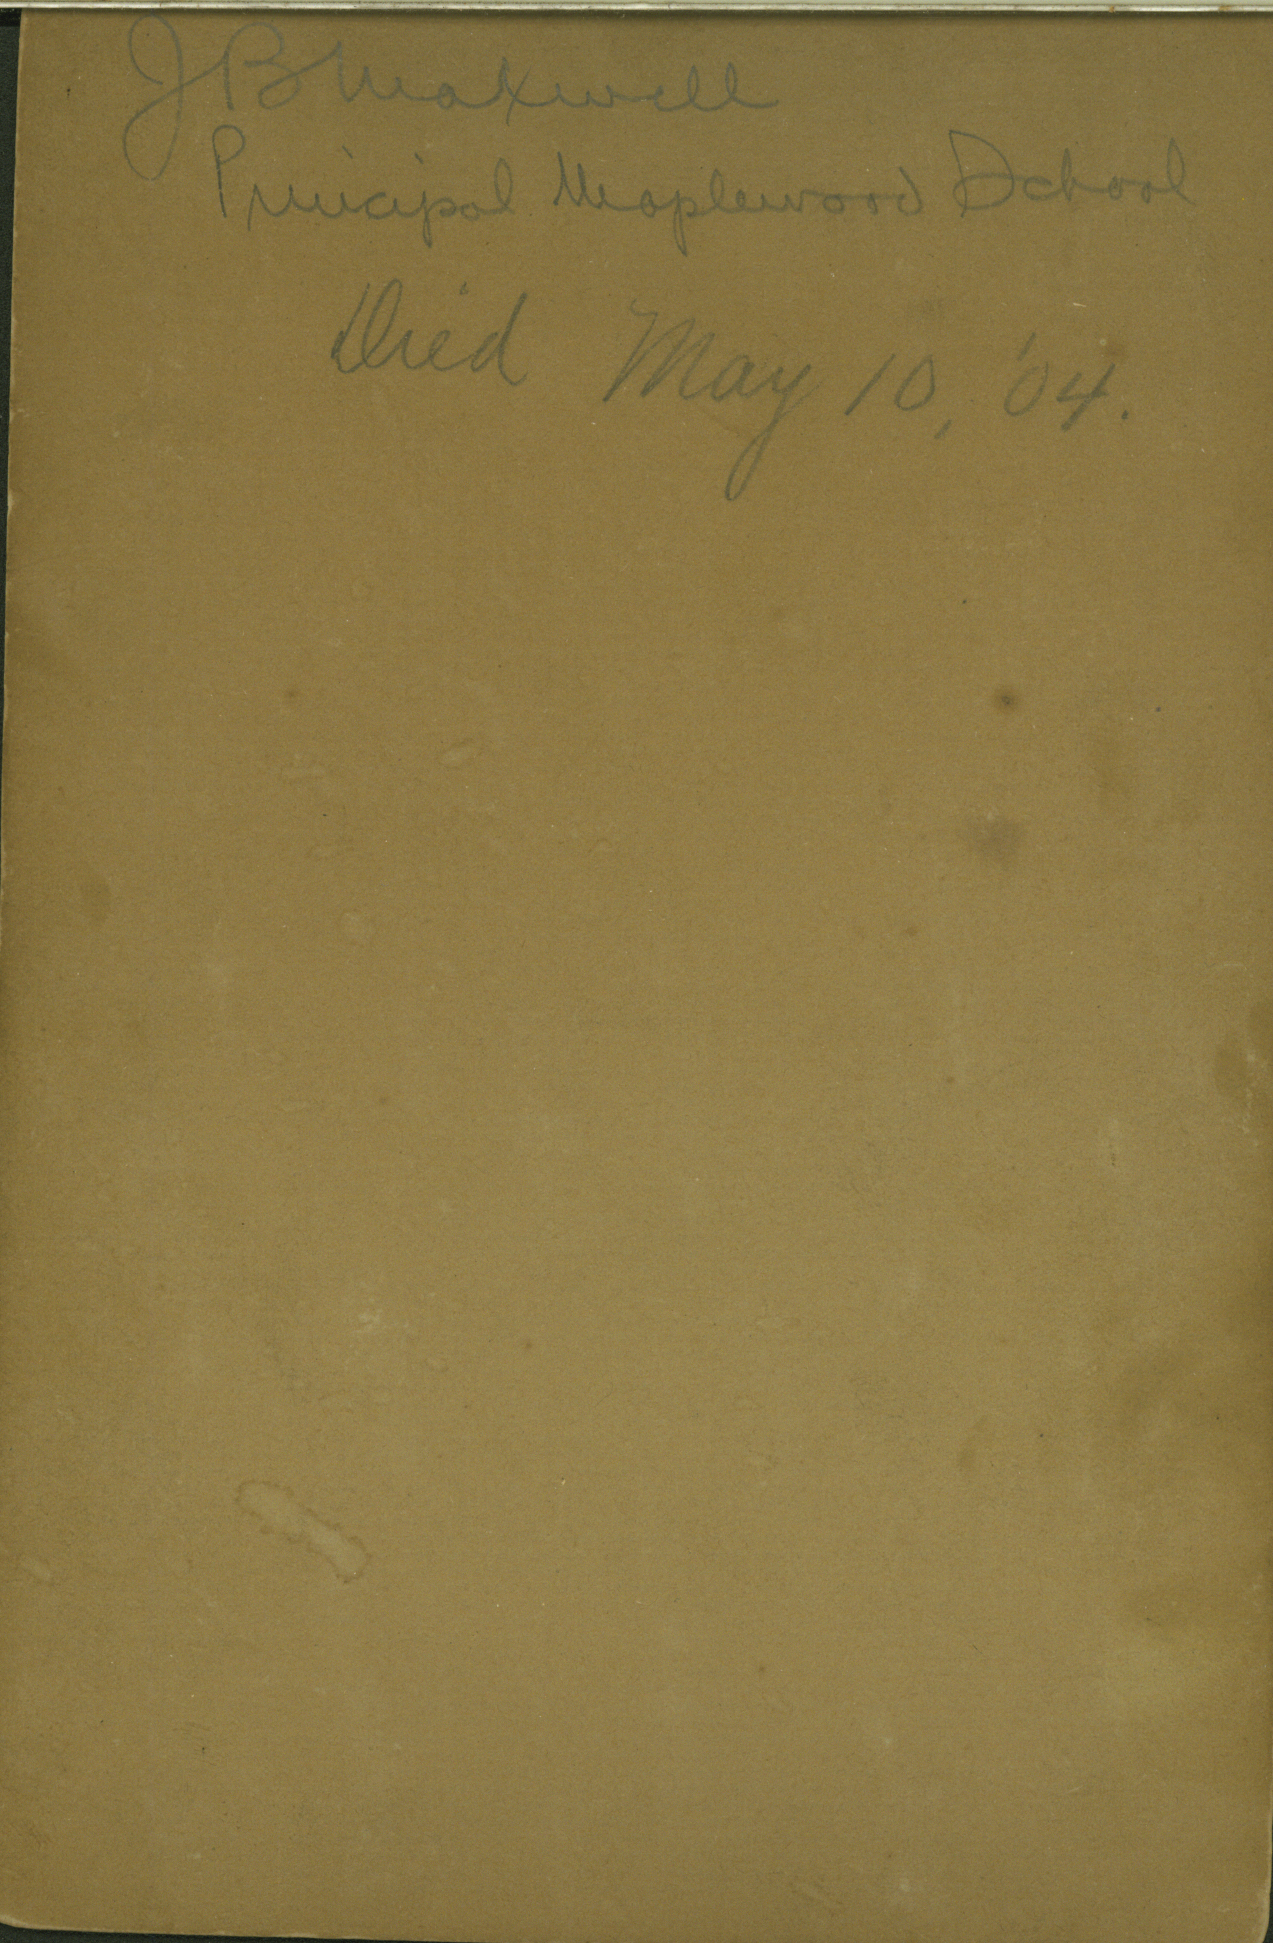 J B Maxwell
Principal Maplewood School
Died May 10, '04.